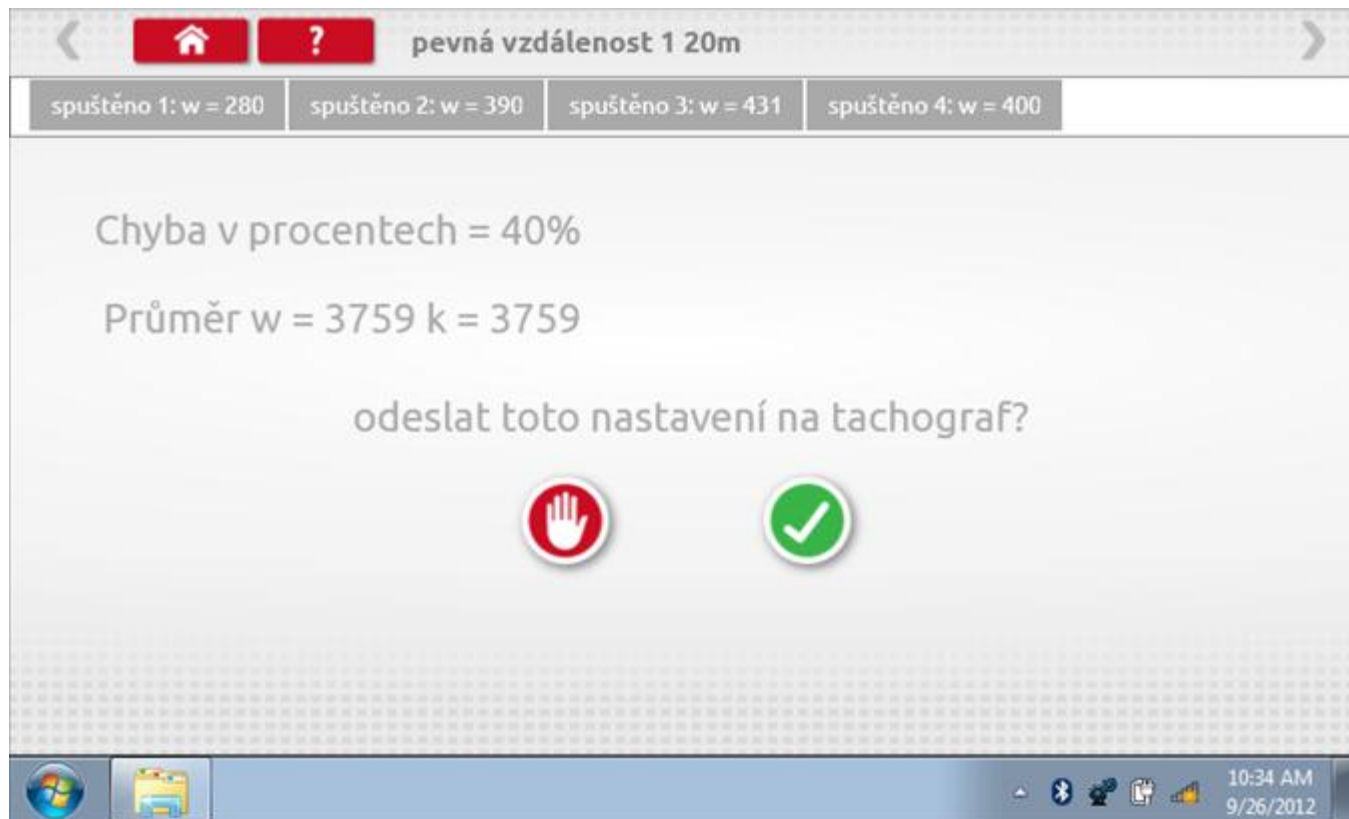 ? pevná vzdálenost 1 20m
spuštěno 1: w = 280 spuštěno 2: w = 390 spuštěno 3: w = 431 spuštěno 4: w = 400
Chyba v procentech = 40%
Průměr w = 3759 k = 3759
odeslat toto nastavení na tachograf?
10:34 AM
9/26/2012